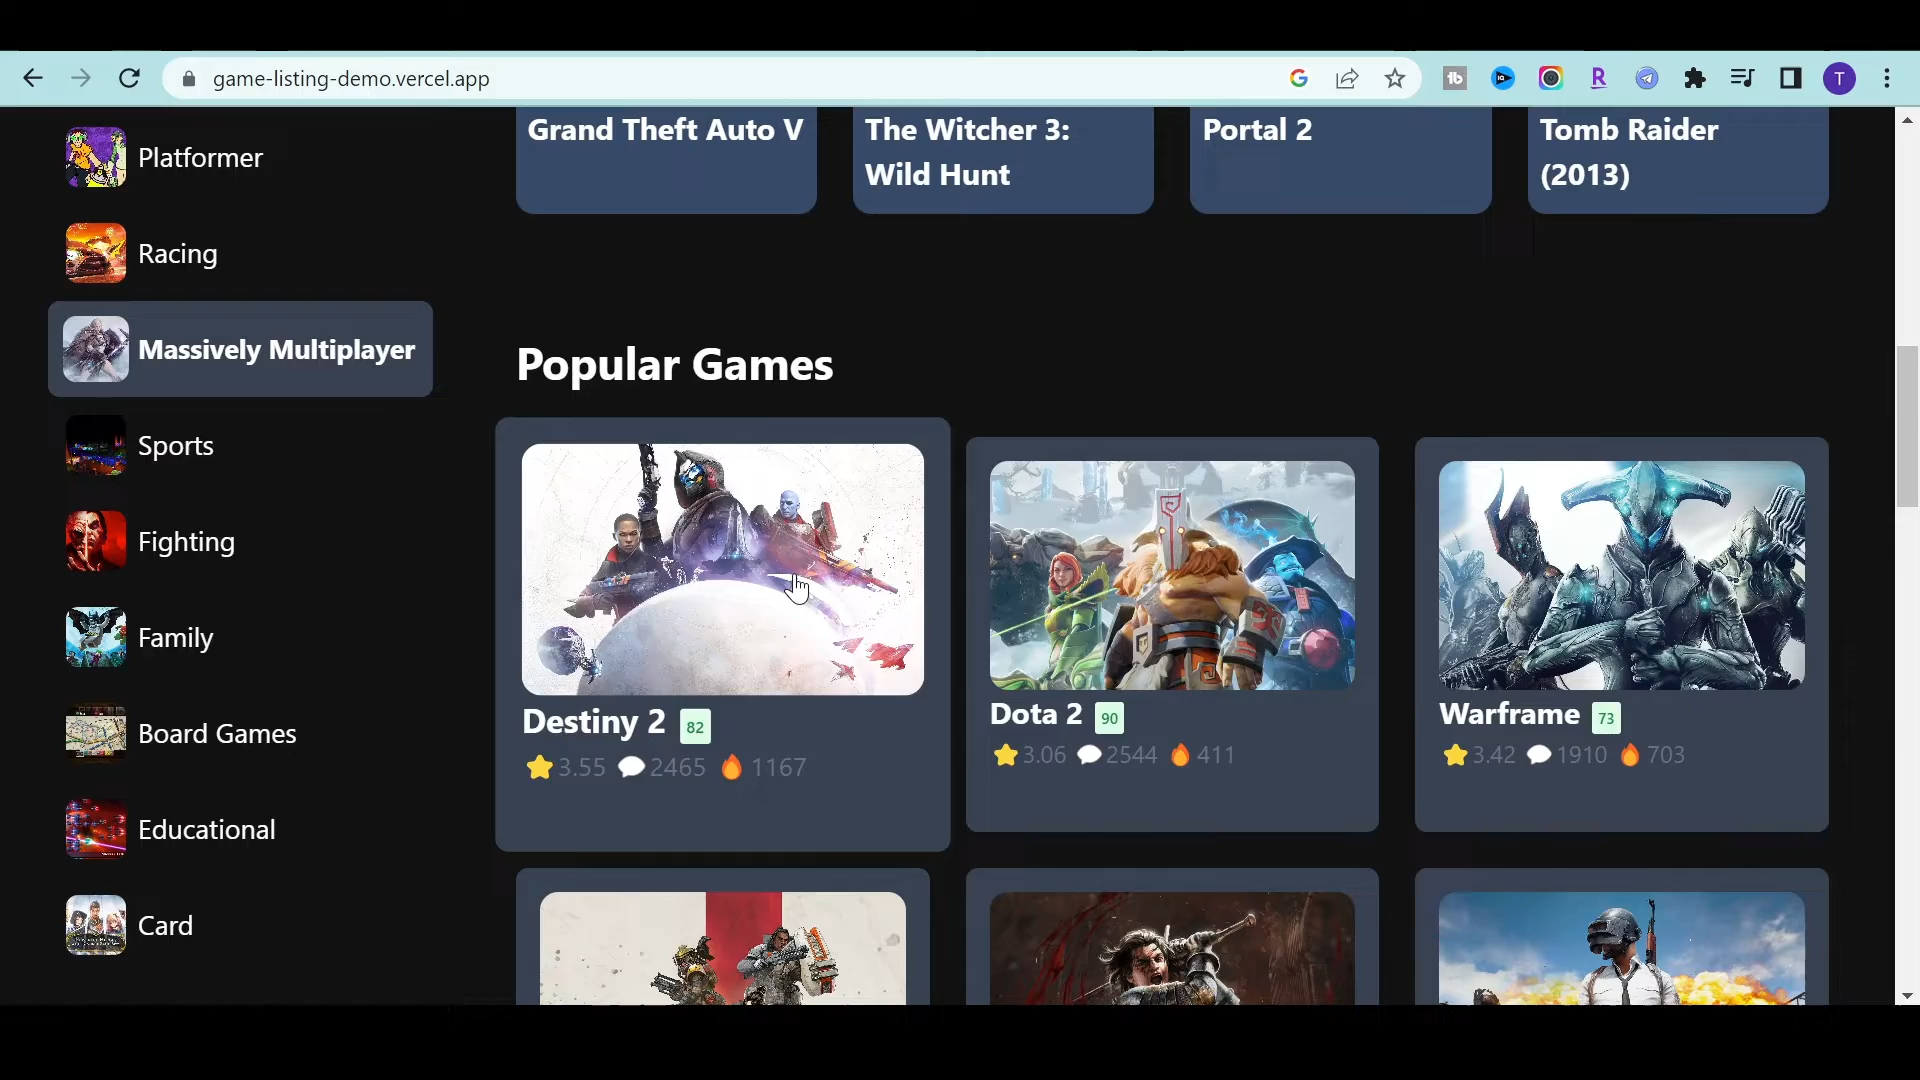 game-listing-demo.vercel.app
T
Platformer
Racing
Massively Multiplayer
Sports
Fighting
Family
Board Games
Educational
Card
Grand Theft Auto V
The Witcher 3:
Wild Hunt
Portal 2
Tomb Raider
(2013)
Popular Games
Destiny 2 82
3.55 2465 1167
Dota 2 90
3.06 2544 411
Warframe 73
3.42 1910 703